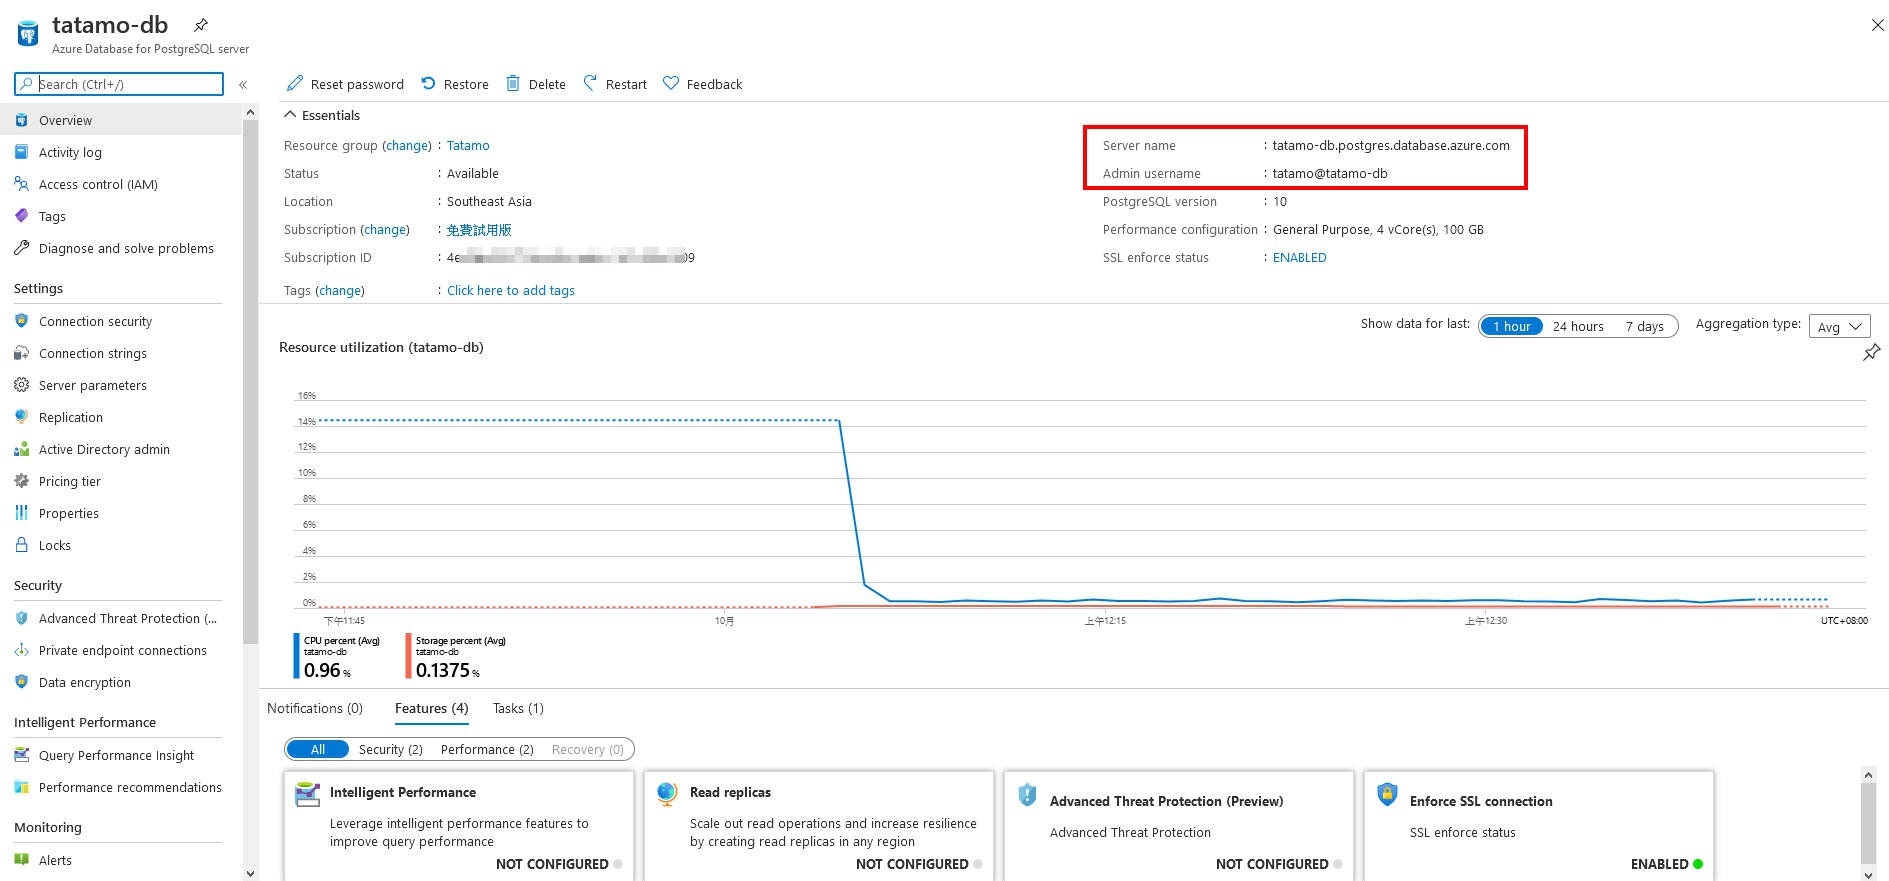 tatamo-db
Azure Database for PostgreSQL server
Search (Ctrl+/)
«
Overview
Activity log
Access control (IAM)
Tags
Diagnose and solve problems
Settings
Connection security
Connection strings
Server parameters
Replication
Active Directory admin
Pricing tier
Properties
Locks
Security
Advanced Threat Protection (...
Private endpoint connections
Data encryption
Intelligent Performance
Query Performance Insight
Performance recommendations
Monitoring
Alerts
Reset password Restore Delete Restart Feedback
Essentials
Resource group (change) : Tatamo
Status : Available
Location : Southeast Asia
Subscription (change) : 免費試用版
Subscription ID : 4e 09
Tags (change) : Click here to add tags
Server name : tatamo-db.postgres.database.azure.com
Admin username : tatamo@tatamo-db
PostgreSQL version : 10
Performance configuration : General Purpose, 4 vCore(s), 100 GB
SSL enforce status : ENABLED
Show data for last: 1 hour 24 hours 7 days Aggregation type: Avg
Resource utilization (tatamo-db)
16%
14%
12%
10%
8%
6%
4%
2%
0%
下午11:45 10月 上午12:15 上午12:30 UTC+08:00
CPU percent (Avg)
tatamo-db
0.96 %
Storage percent (Avg)
tatamo-db
0.1375 %
Notifications (0) Features (4) Tasks (1)
All Security (2) Performance (2) Recovery (0)
Intelligent Performance
Leverage intelligent performance features to
improve query performance
NOT CONFIGURED
Read replicas
Scale out read operations and increase resilience
by creating read replicas in any region
NOT CONFIGURED
Advanced Threat Protection (Preview)
Advanced Threat Protection
NOT CONFIGURED
Enforce SSL connection
SSL enforce status
ENABLED